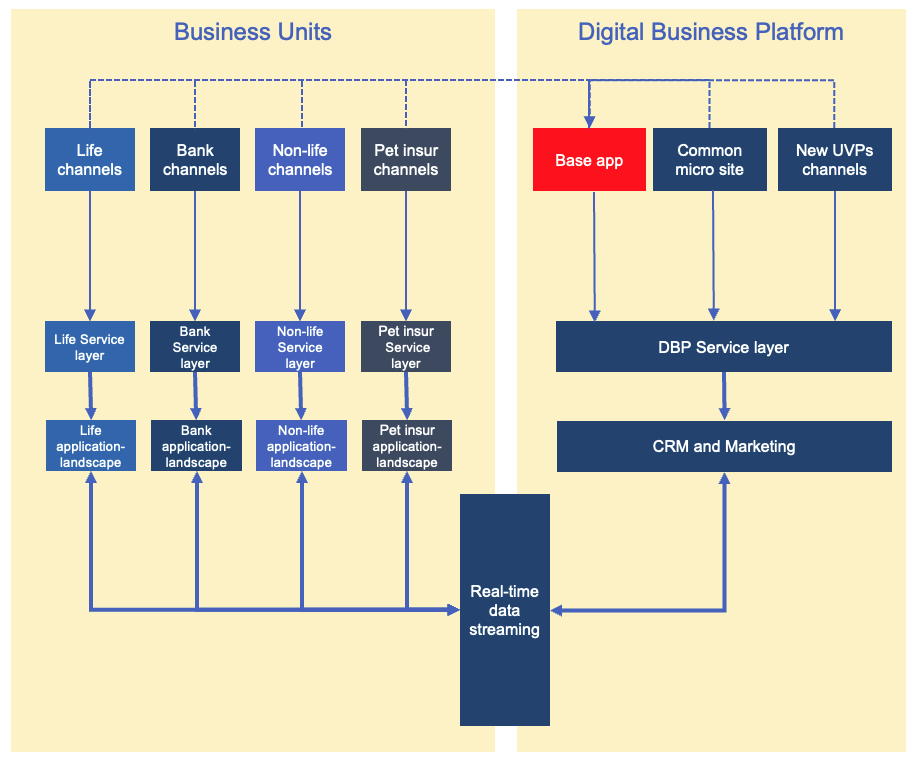 Business Units
Digital Business Platform
Life
channels
Bank
channels
Non-life
channels
Pet insur
channels
Base app
Common
micro site
New UVPs
channels
Life Service
layer
Bank
Service
layer
Non-life
Service
layer
Pet insur
Service
layer
DBP Service layer
Life
application-
landscape
Bank
application-
landscape
Non-life
application-
landscape
Pet insur
application-
landscape
CRM and Marketing
Real-time
data
streaming